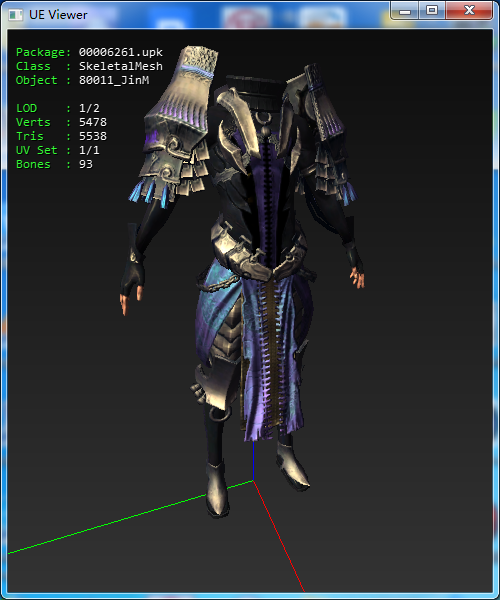 UE Viewer
Package: 00006261.upk
Class  : SkeletalMesh
Object : 80011_JinM
LOD    : 1/2
Verts  : 5478
Tris   : 5538
UV Set : 1/1
Bones  : 93